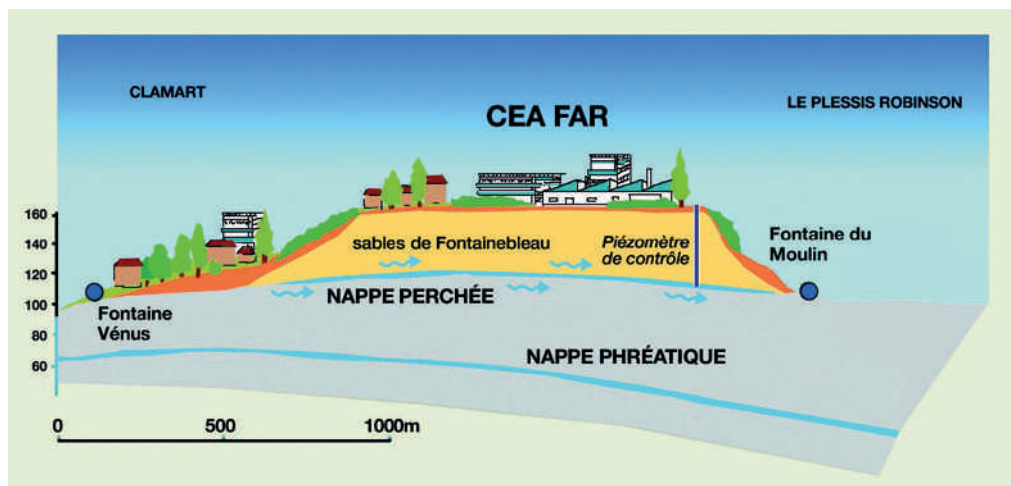 CLAMART
LE PLESSIS ROBINSON
CEA FAR
160
140
120
100
80
60
sables de Fontainebleau
Piézomètre
de contrôle
Fontaine du
Moulin
NAPPE PERCHÉE
Fontaine
Vénus
NAPPE PHRÉATIQUE
0
500
1000m